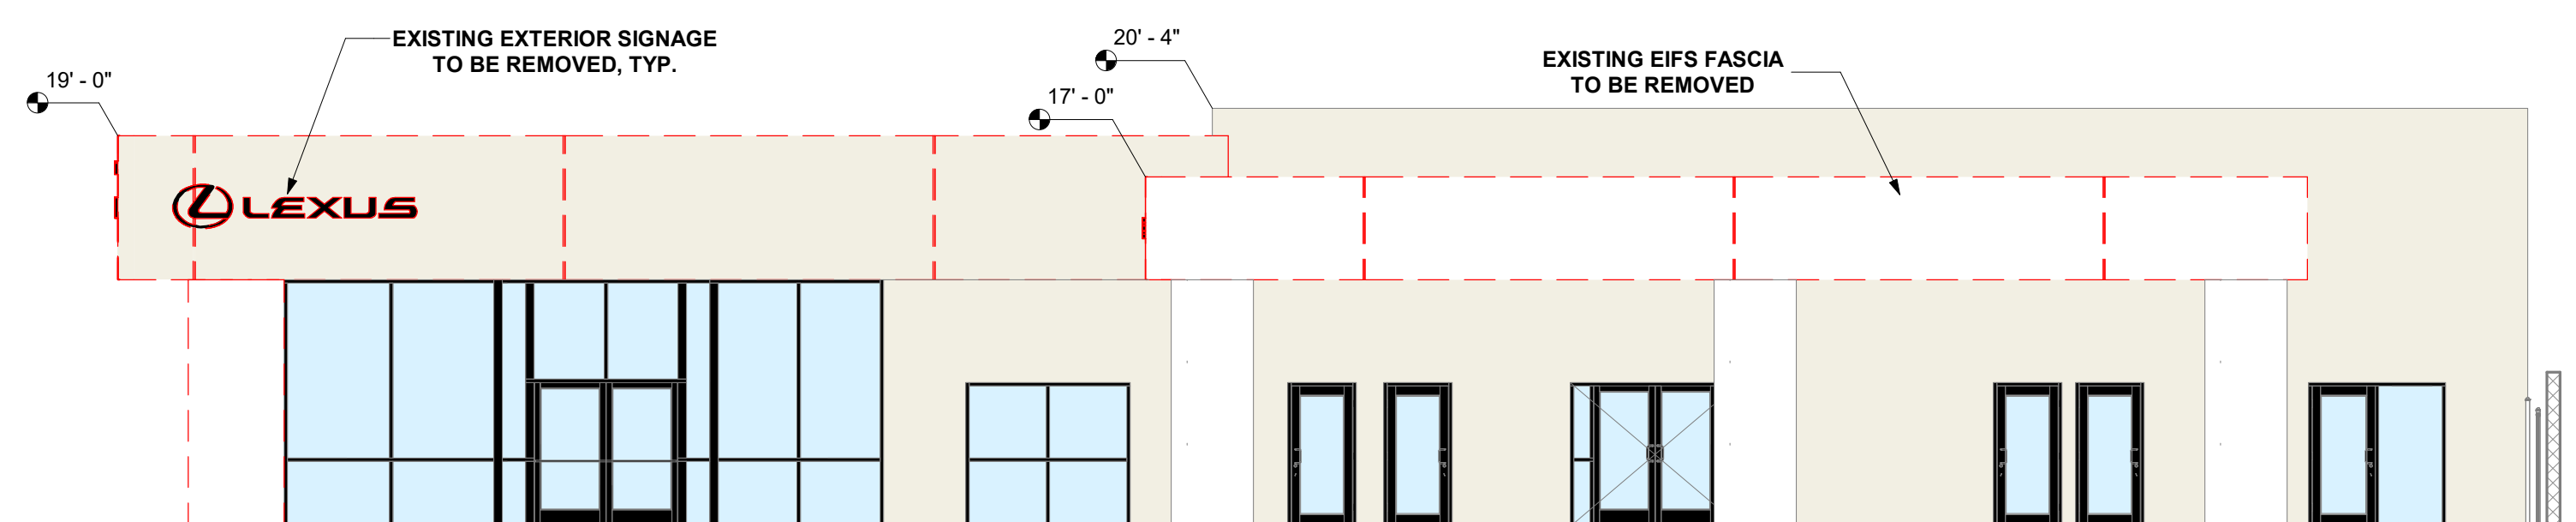 EXISTING EXTERIOR SIGNAGE
TO BE REMOVED, TYP.
19' - 0"
20' - 4"
17' - 0"
EXISTING EIFS FASCIA
TO BE REMOVED
LEXUS